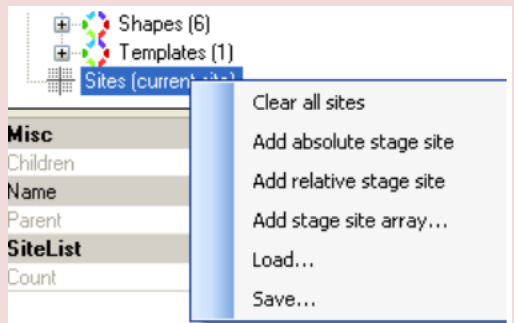 Shapes (6)
Templates (1)
Sites (current site)
Clear all sites
Add absolute stage site
Add relative stage site
Add stage site array...
Load...
Save...
Misc
Children
Name
Parent
SiteList
Count